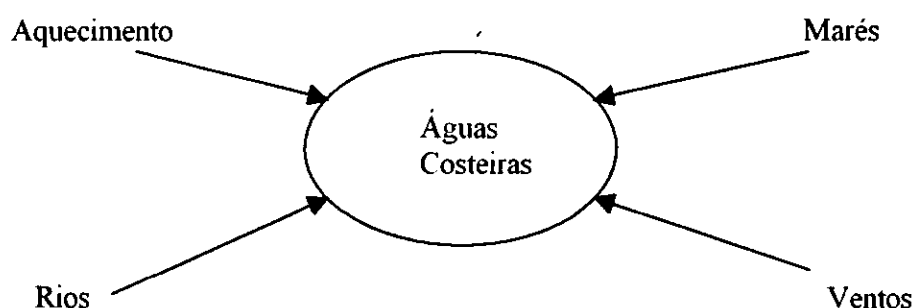 Aquecimento
Marés
Águas
Costeiras
Rios
Ventos